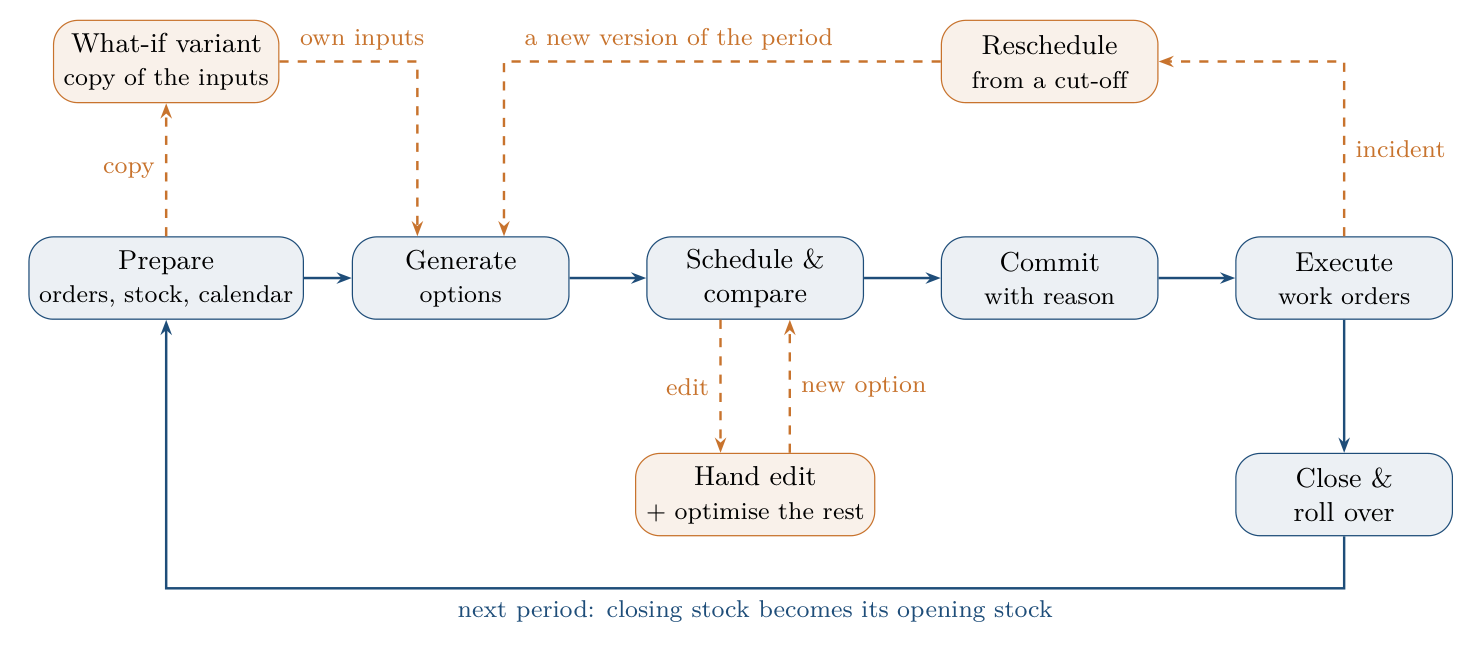 What-if variant
copy of the inputs
own inputs
a new version of the period
Reschedule
from a cut-off
copy
incident
Prepare
orders, stock, calendar
Generate
options
Schedule &
compare
Commit
with reason
Execute
work orders
edit
new option
Hand edit
+ optimise the rest
Close &
roll over
next period: closing stock becomes its opening stock